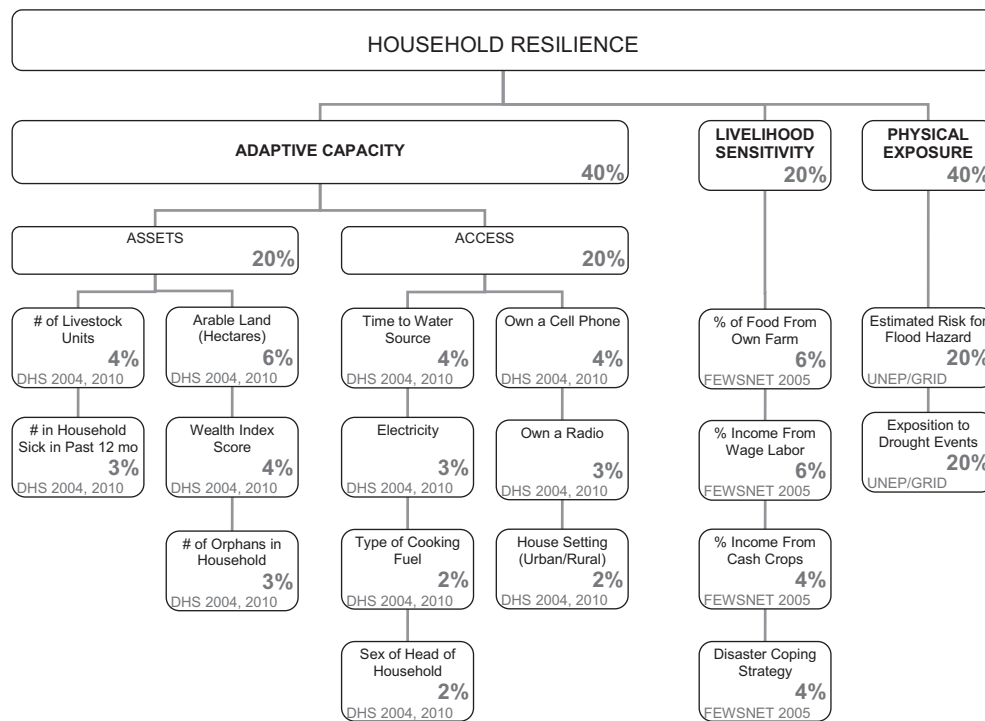 HOUSEHOLD RESILIENCE
ADAPTIVE CAPACITY
40%
LIVELIHOOD
SENSITIVITY
20%
PHYSICAL
EXPOSURE
40%
ASSETS
20%
ACCESS
20%
# of Livestock
Units
4%
DHS 2004, 2010
Arable Land
(Hectares)
6%
DHS 2004, 2010
Time to Water
Source
4%
DHS 2004, 2010
Own a Cell Phone
4%
DHS 2004, 2010
% of Food From
Own Farm
6%
FEWSNET 2005
Estimated Risk for
Flood Hazard
20%
UNEP/GRID
# in Household
Sick in Past 12 mo
3%
DHS 2004, 2010
Wealth Index
Score
4%
DHS 2004, 2010
Electricity
3%
DHS 2004, 2010
Own a Radio
3%
DHS 2004, 2010
% Income From
Wage Labor
6%
FEWSNET 2005
Exposition to
Drought Events
20%
UNEP/GRID
# of Orphans in
Household
3%
DHS 2004, 2010
Type of Cooking
Fuel
2%
DHS 2004, 2010
House Setting
(Urban/Rural)
2%
DHS 2004, 2010
% Income From
Cash Crops
4%
FEWSNET 2005
Sex of Head of
Household
2%
DHS 2004, 2010
Disaster Coping
Strategy
4%
FEWSNET 2005